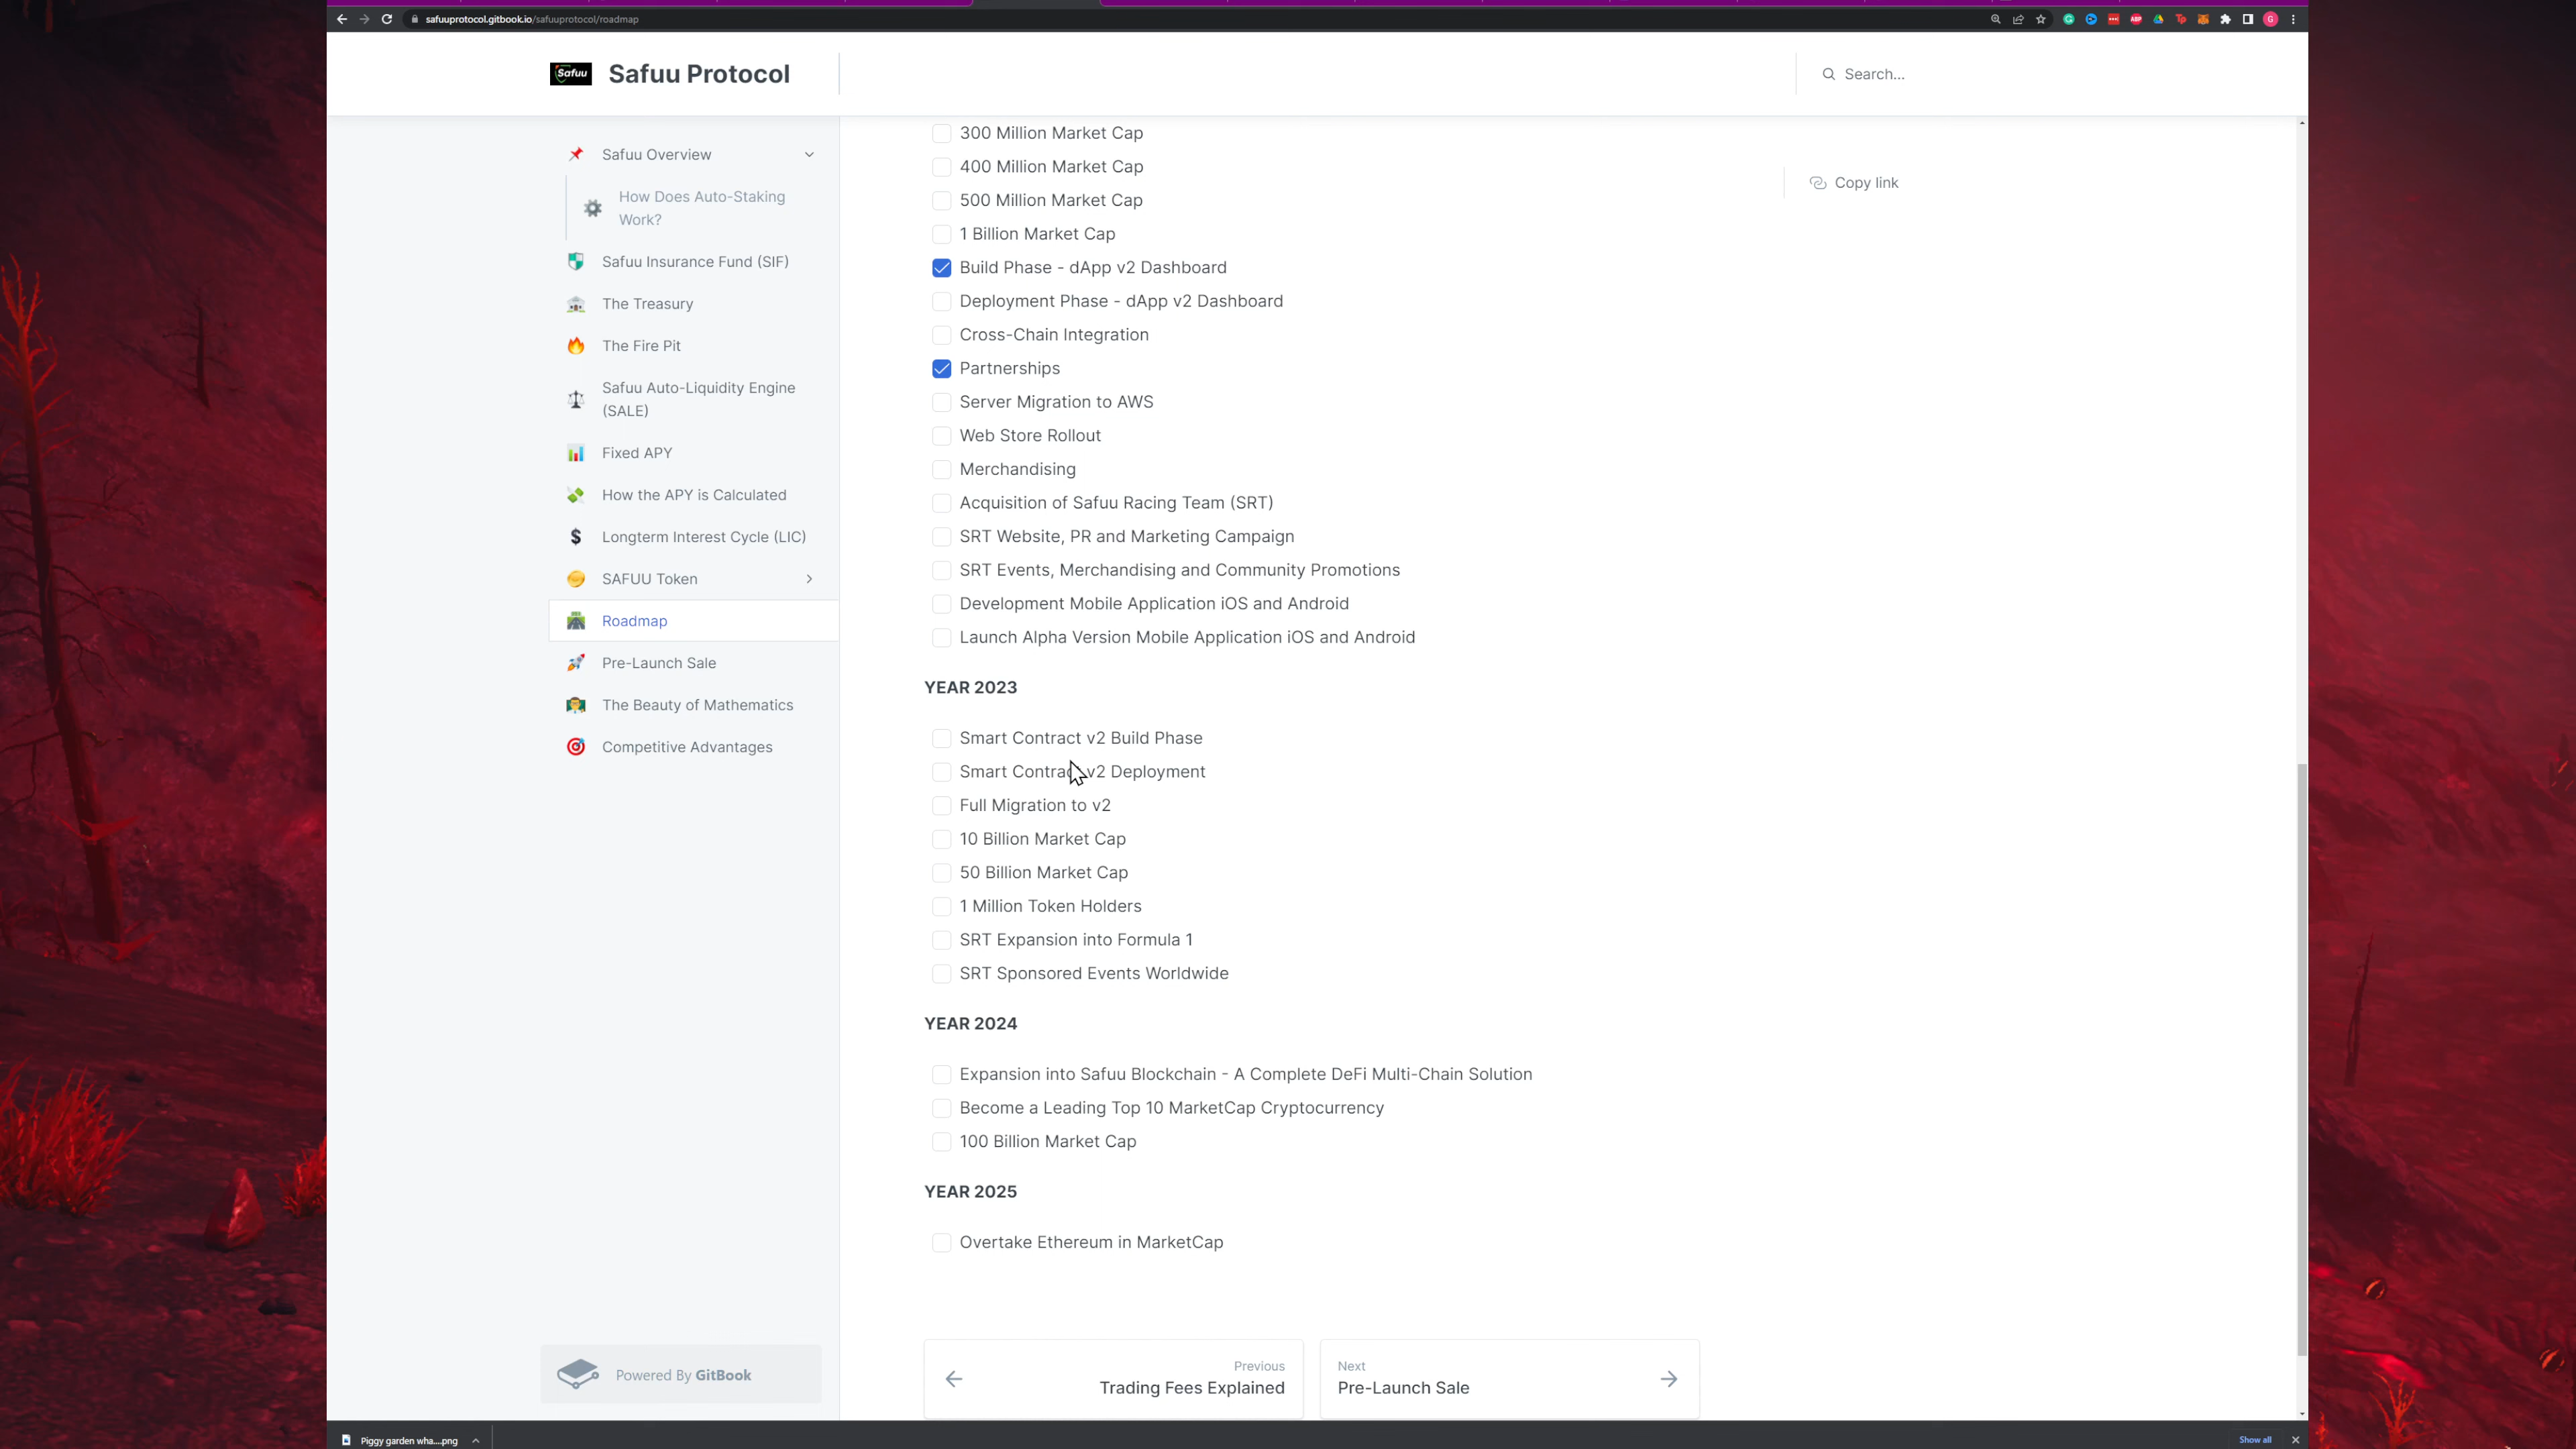 safuuprotocol.gitbook.io/safuuprotocol/roadmap
Safuu
Safuu Protocol
Search...
Safuu Overview
How Does Auto-Staking
Work?
Safuu Insurance Fund (SIF)
The Treasury
The Fire Pit
Safuu Auto-Liquidity Engine
(SALE)
Fixed APY
How the APY is Calculated
Longterm Interest Cycle (LIC)
SAFUU Token
Roadmap
Pre-Launch Sale
The Beauty of Mathematics
Competitive Advantages
Powered By GitBook
300 Million Market Cap
400 Million Market Cap
500 Million Market Cap
1 Billion Market Cap
Build Phase - dApp v2 Dashboard
Deployment Phase - dApp v2 Dashboard
Cross-Chain Integration
Partnerships
Server Migration to AWS
Web Store Rollout
Merchandising
Acquisition of Safuu Racing Team (SRT)
SRT Website, PR and Marketing Campaign
SRT Events, Merchandising and Community Promotions
Development Mobile Application iOS and Android
Launch Alpha Version Mobile Application iOS and Android
YEAR 2023
Smart Contract v2 Build Phase
Smart Contract v2 Deployment
Full Migration to v2
10 Billion Market Cap
50 Billion Market Cap
1 Million Token Holders
SRT Expansion into Formula 1
SRT Sponsored Events Worldwide
YEAR 2024
Expansion into Safuu Blockchain - A Complete DeFi Multi-Chain Solution
Become a Leading Top 10 MarketCap Cryptocurrency
100 Billion Market Cap
YEAR 2025
Overtake Ethereum in MarketCap
Previous
Trading Fees Explained
Next
Pre-Launch Sale
Copy link
Piggy garden wha....png
Show all